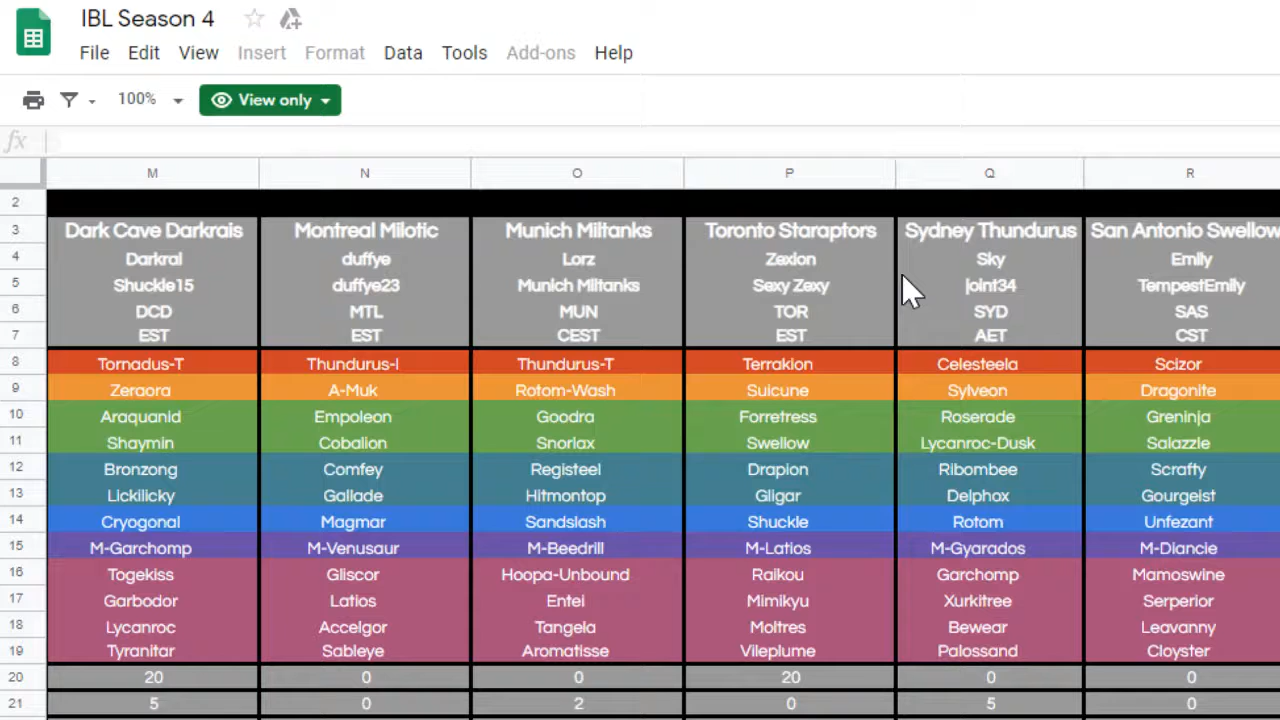 IBL Season 4
File Edit View Insert Format Data Tools Add-ons Help
100% View only
fx
M N O P Q R
2
3 Dark Cave Darkrais Montreal Milotic Munich Miltanks Toronto Staraptors Sydney Thundurus San Antonio Swellow
4 Darkral duffye Lorz Zexion Sky Emily
5 Shuckle15 duffye23 Munich Miltanks Sexy Zexy joint34 TempestEmily
6 DCD MTL MUN TOR SYD SAS
7 EST EST CEST EST AET CST
8 Tornadus-T Thundurus-I Thundurus-T Terrakion Celesteela Scizor
9 Zeraora A-Muk Rotom-Wash Suicune Sylveon Dragonite
10 Araquanid Empoleon Goodra Forretress Roserade Greninja
11 Shaymin Cobalion Snorlax Swellow Lycanroc-Dusk Salazzle
12 Bronzong Comfey Registeel Drapion Ribombee Scrafty
13 Lickilicky Gallade Hitmontop Gligar Delphox Gourgeist
14 Cryogonal Magmar Sandslash Shuckle Rotom Unfezant
15 M-Garchomp M-Venusaur M-Beedrill M-Latios M-Gyarados M-Diancie
16 Togekiss Gliscor Hoopa-Unbound Raikou Garchomp Mamoswine
17 Garbodor Latios Entei Mimikyu Xurkitree Serperior
18 Lycanroc Accelgor Tangela Moltres Bewear Leavanny
19 Tyranitar Sableye Aromatisse Vileplume Palossand Cloyster
20 20 0 0 20 0 0
21 5 0 2 0 5 0